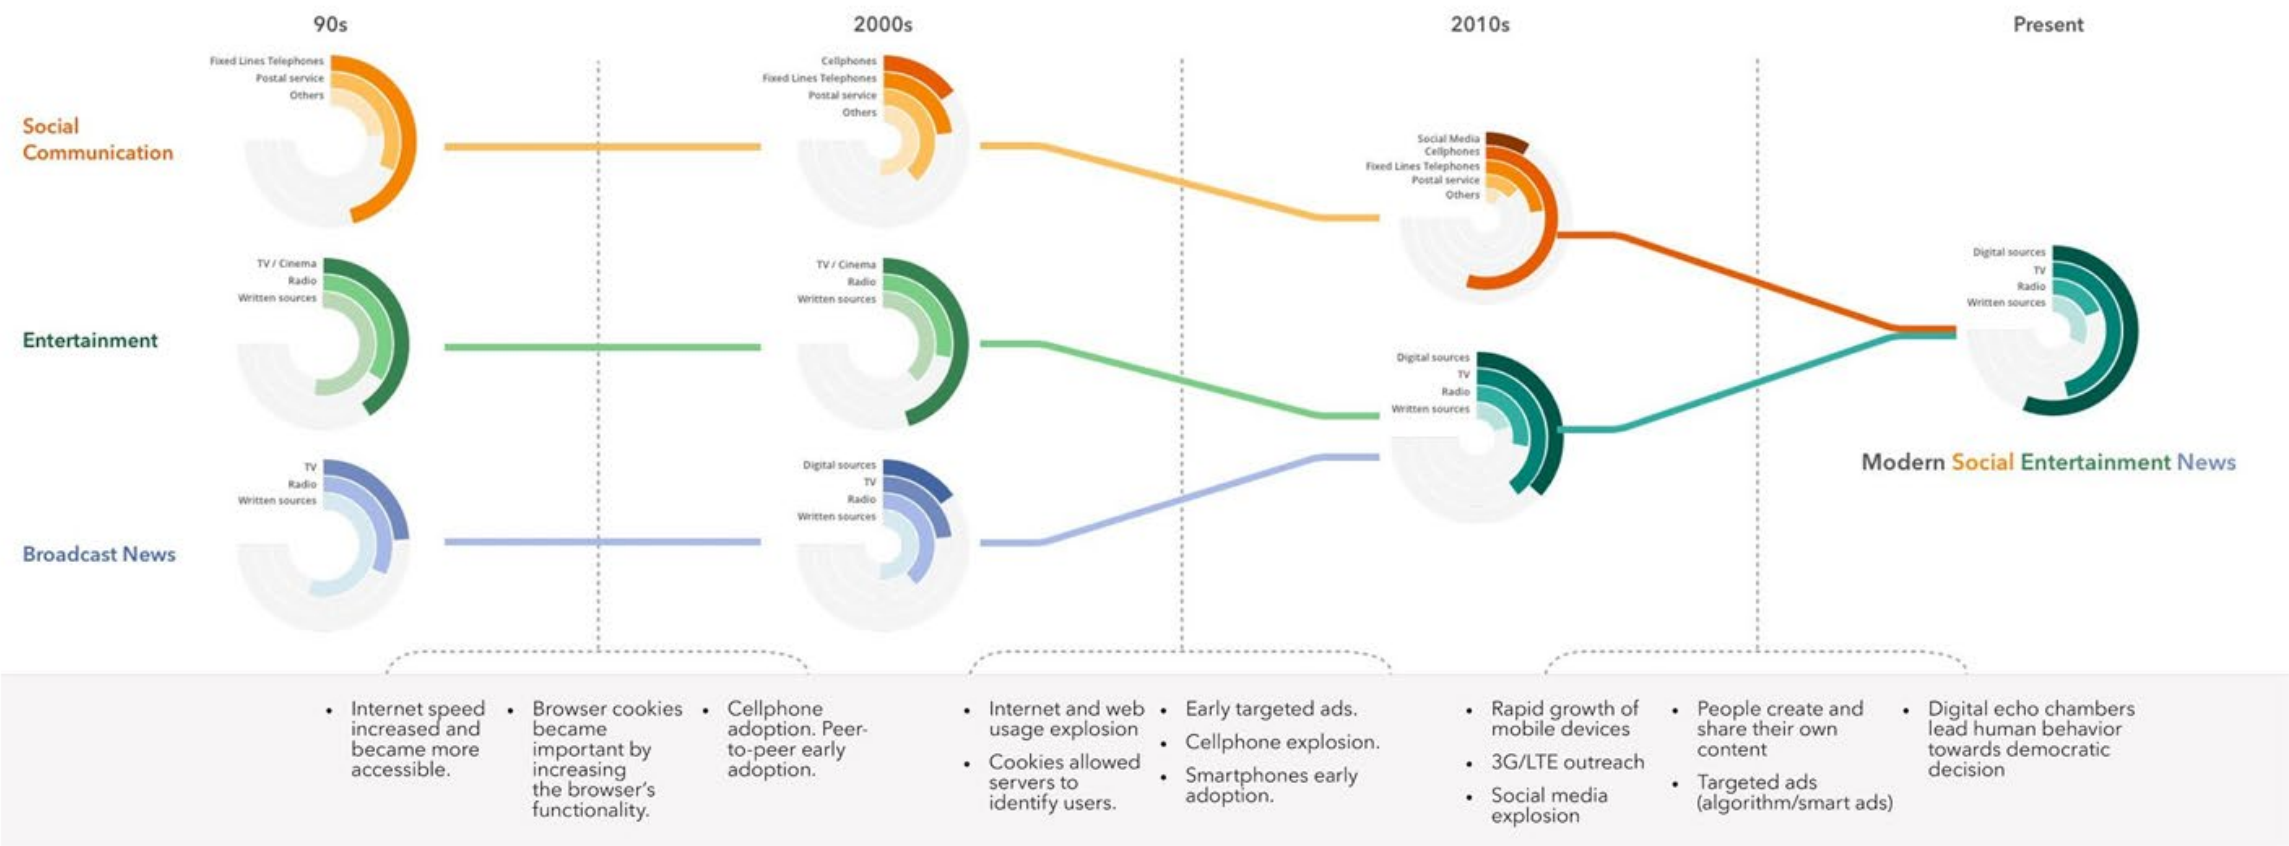 90s
2000s
2010s
Present
Social
Communication
Fixed Lines Telephones
Postal service
Others
Cellphones
Fixed Lines Telephones
Postal service
Others
Social Media
Cellphones
Fixed Lines Telephones
Postal service
Others
Entertainment
TV / Cinema
Radio
Written sources
TV / Cinema
Radio
Written sources
Digital sources
TV
Radio
Written sources
Digital sources
TV
Radio
Written sources
Modern Social Entertainment News
Broadcast News
TV
Radio
Written sources
Digital sources
TV
Radio
Written sources
• Internet speed
increased and
became more
accessible.
• Browser cookies
became
important by
increasing
the browser's
functionality.
• Cellphone
adoption. Peer-
to-peer early
adoption.
• Internet and web
usage explosion
• Cookies allowed
servers to
identify users.
• Early targeted ads.
• Cellphone explosion.
• Smartphones early
adoption.
• Rapid growth of
mobile devices
• 3G/LTE outreach
• Social media
explosion
• People create and
share their own
content
• Targeted ads
(algorithm/smart ads)
• Digital echo chambers
lead human behavior
towards democratic
decision